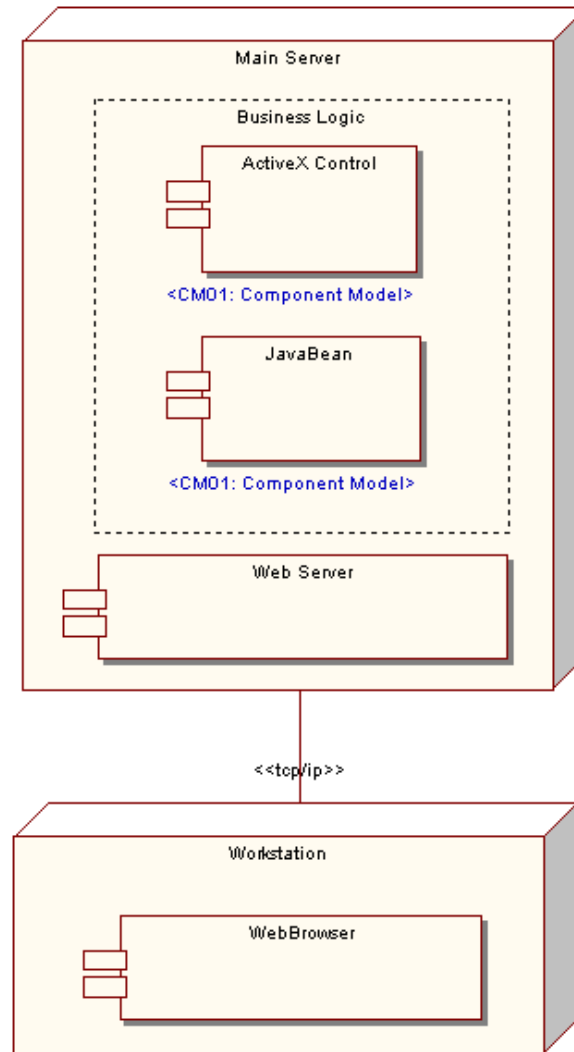 Main Server
Business Logic
ActiveX Control
<CM01: Component Model>
JavaBean
<CM01: Component Model>
Web Server
<<tcp/ip>>
Workstation
WebBrowser